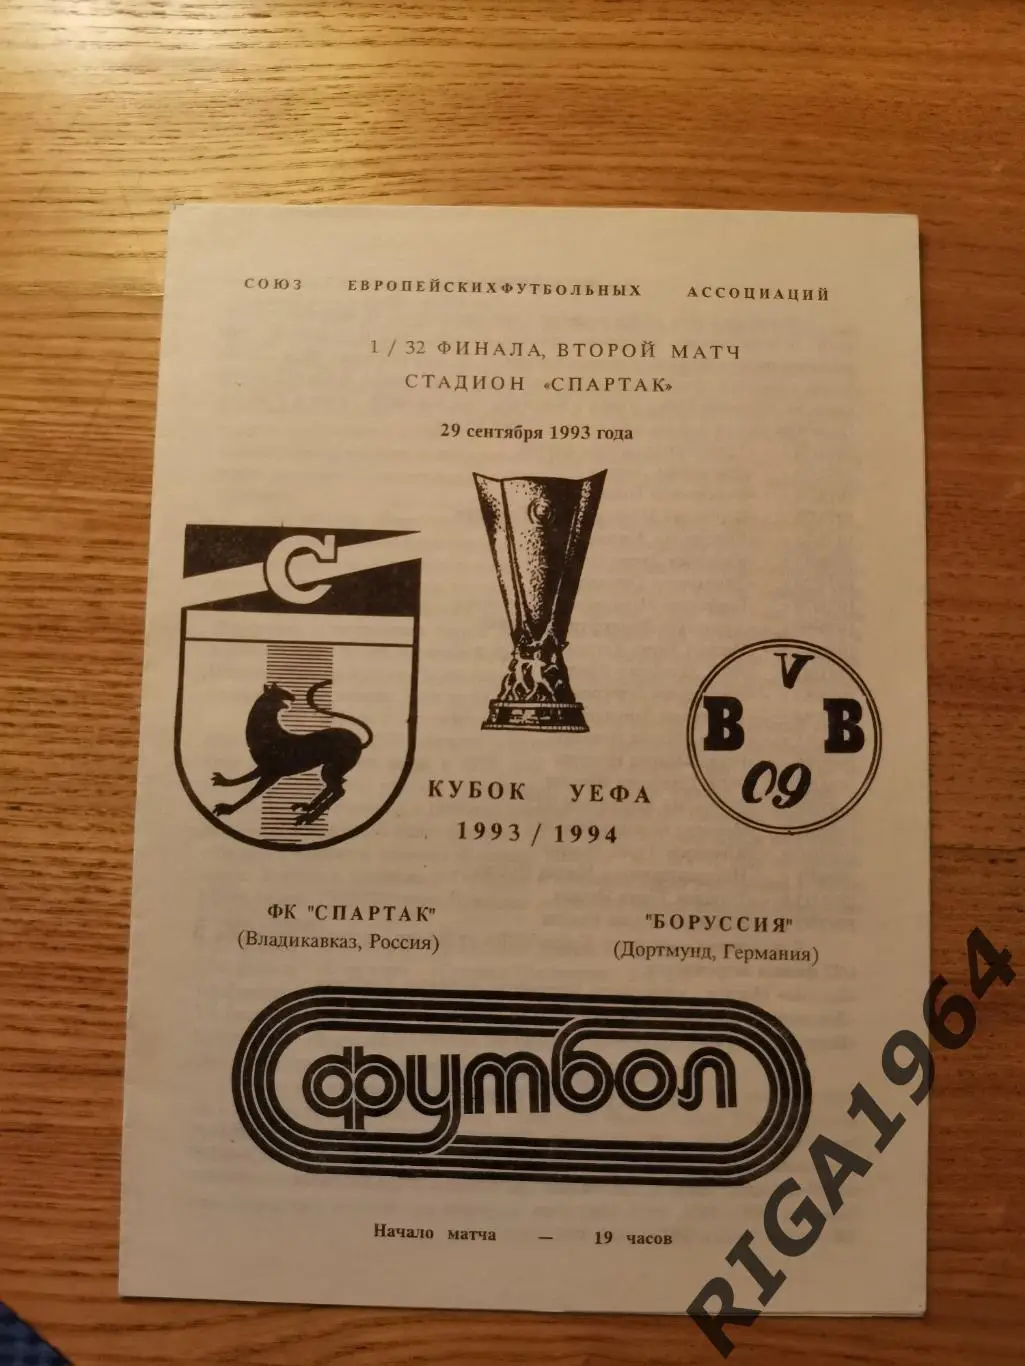 СОЮЗ ЕВРОПЕЙСКИХФУТБОЛЬНЫХ АССОЦИАЦИЙ
1 / 32 ФИНАЛА, ВТОРОЙ МАТЧ
СТАДИОН «СПАРТАК»
29 сентября 1993 года
С
V
B B
09
КУБОК УЕФА
1993 / 1994
ФК "СПАРТАК"
(Владикавказ, Россия)
"БОРУССИЯ"
(Дортмунд, Германия)
футбол
Начало матча — 19 часов
RIGA1964